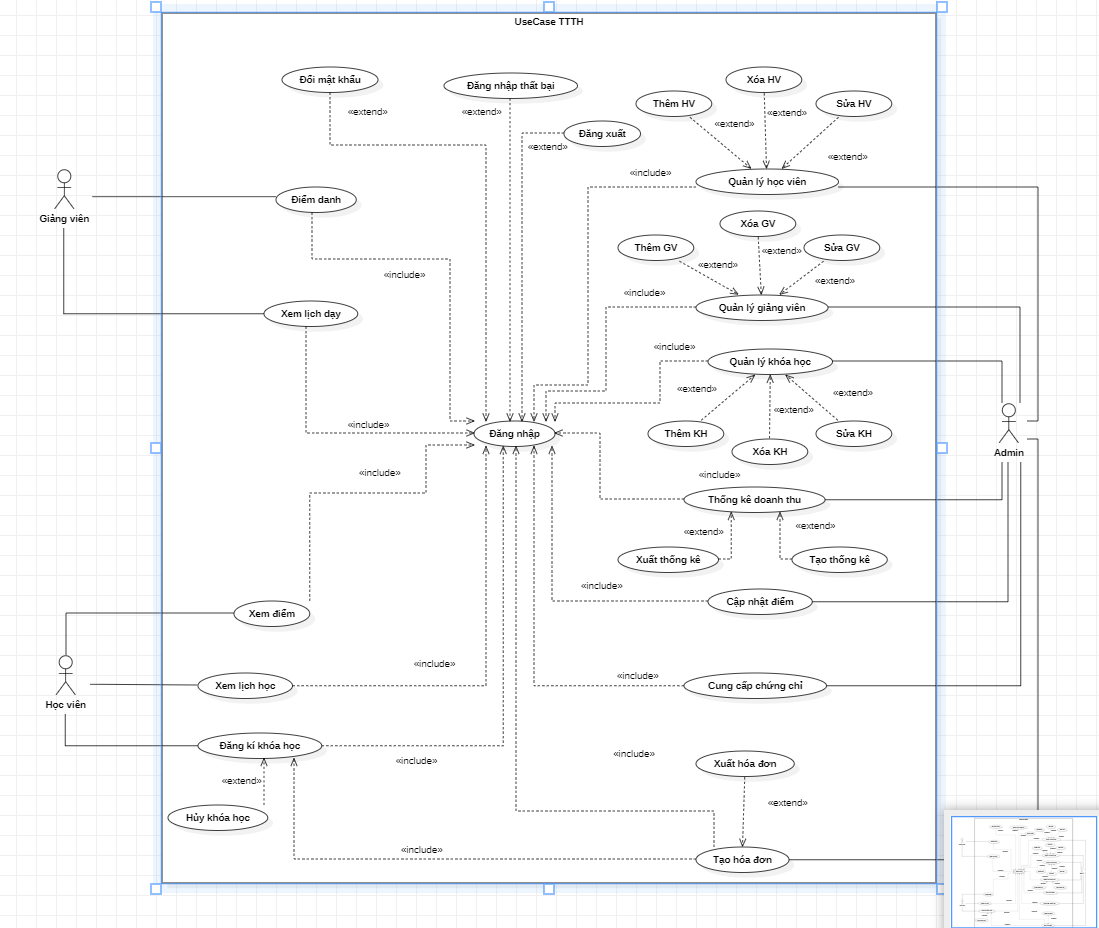 UseCase TTTH
Đổi mật khẩu
Đăng nhập thất bại
Xóa HV
Thêm HV
Sửa HV
«extend»
«extend»
«extend»
«extend»
Đăng xuất
«extend»
«extend»
Giảng viên
Điểm danh
«include»
Quản lý học viên
Xóa GV
Thêm GV
Sửa GV
«extend»
«extend»
«extend»
«include»
«include»
Xem lịch dạy
Quản lý giảng viên
«include»
Quản lý khóa học
«extend»
«extend»
«extend»
«include»
Đăng nhập
Thêm KH
Sửa KH
Xóa KH
Admin
«include»
«include»
Thống kê doanh thu
«extend»
«extend»
Xuất thống kê
Tạo thống kê
«include»
Cập nhật điểm
Xem điểm
«include»
«include»
Học viên
Xem lịch học
Cung cấp chứng chỉ
Đăng kí khóa học
«include»
«include»
Xuất hóa đơn
«extend»
«extend»
Hủy khóa học
«include»
Tạo hóa đơn